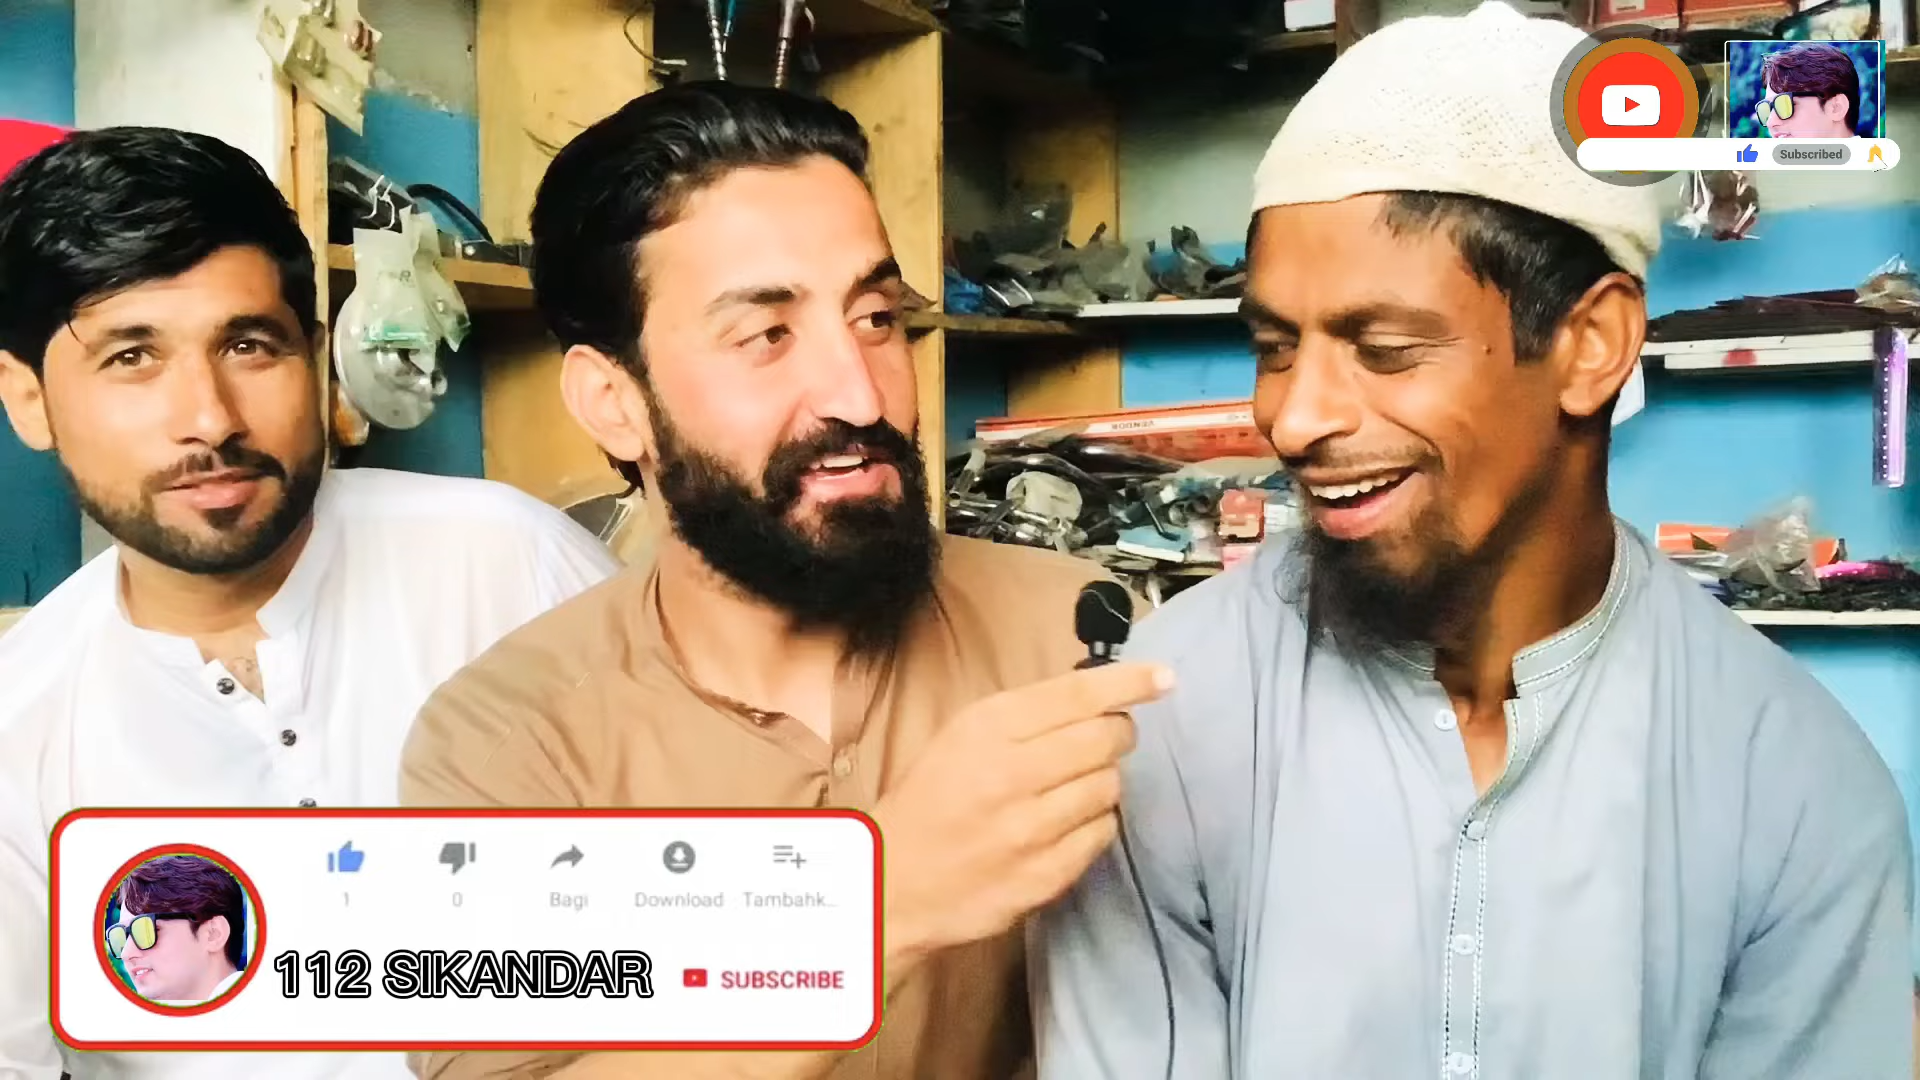 Subscribed
1
0
Bagi
Download
Tambahk...
112 SIKANDAR
SUBSCRIBE